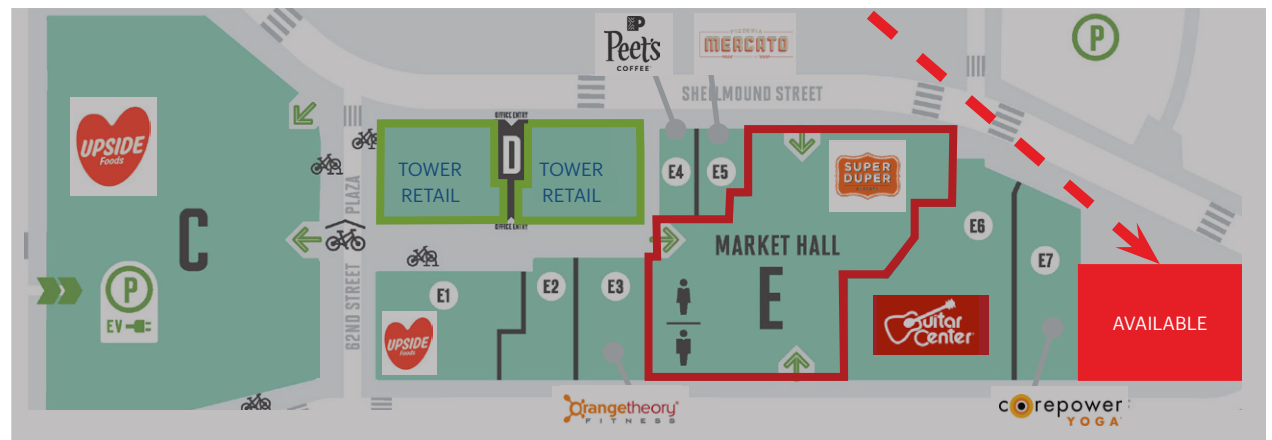 P
Peet's
COFFEE
PIZZERIA
MERCATO
P
SHELLMOUND STREET
UPSIDE
Foods
OFFICE ENTRY
D
TOWER
RETAIL
TOWER
RETAIL
OFFICE ENTRY
E4
E5
SUPER
DUPER
62ND STREET PLAZA
C
MARKET HALL
E
E6
E7
P
EV
E1
E2
E3
UPSIDE
Foods
Guitar
Center
AVAILABLE
Orangetheory
FITNESS
corepower
YOGA